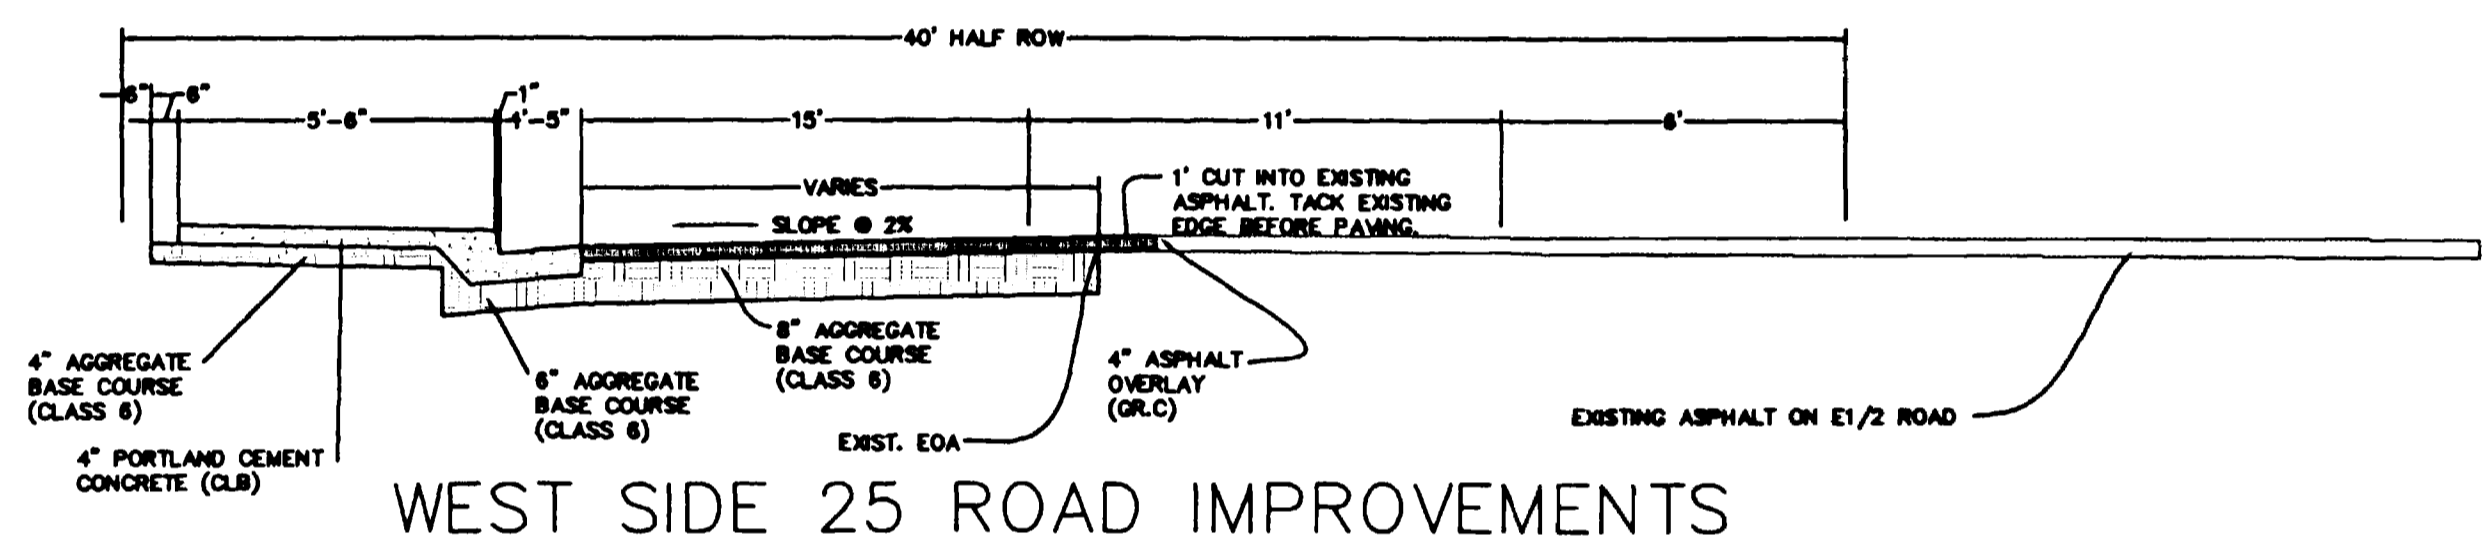 40' HALF ROW
6" 6" 1"
5'-6" 4'-5" 15' 11' 6'
VARIES
SLOPE @ 2%
1' CUT INTO EXISTING
ASPHALT. TACK EXISTING
EDGE BEFORE PAVING.
4" AGGREGATE
BASE COURSE
(CLASS 6)
4" PORTLAND CEMENT
CONCRETE (CLB)
6" AGGREGATE
BASE COURSE
(CLASS 6)
8" AGGREGATE
BASE COURSE
(CLASS 6)
EXIST. EOA
4" ASPHALT
OVERLAY
(GR.C)
EXISTING ASPHALT ON E1/2 ROAD
WEST SIDE 25 ROAD IMPROVEMENTS